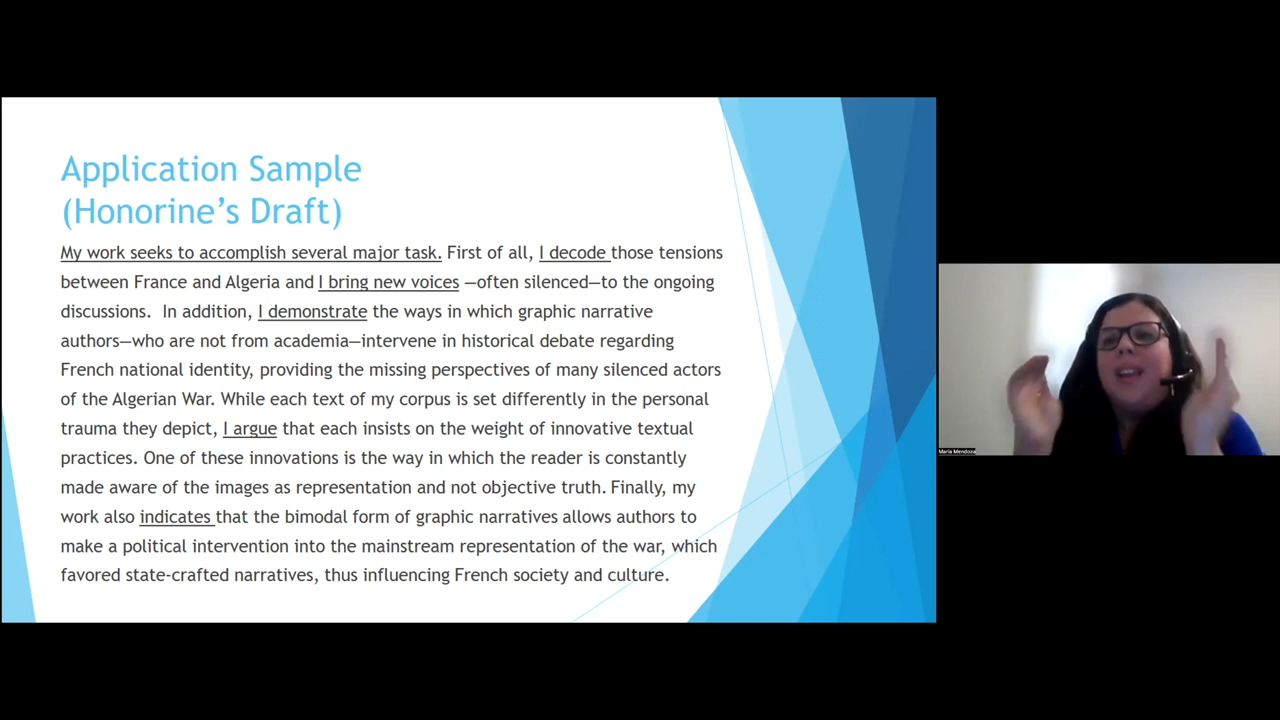 Application Sample
(Honorine’s Draft)
My work seeks to accomplish several major task. First of all, I decode those tensions
between France and Algeria and I bring new voices —often silenced—to the ongoing
discussions.  In addition, I demonstrate the ways in which graphic narrative
authors—who are not from academia—intervene in historical debate regarding
French national identity, providing the missing perspectives of many silenced actors
of the Algerian War. While each text of my corpus is set differently in the personal
trauma they depict, I argue that each insists on the weight of innovative textual
practices. One of these innovations is the way in which the reader is constantly
made aware of the images as representation and not objective truth. Finally, my
work also indicates that the bimodal form of graphic narratives allows authors to
make a political intervention into the mainstream representation of the war, which
favored state-crafted narratives, thus influencing French society and culture.
Maria Mendoza